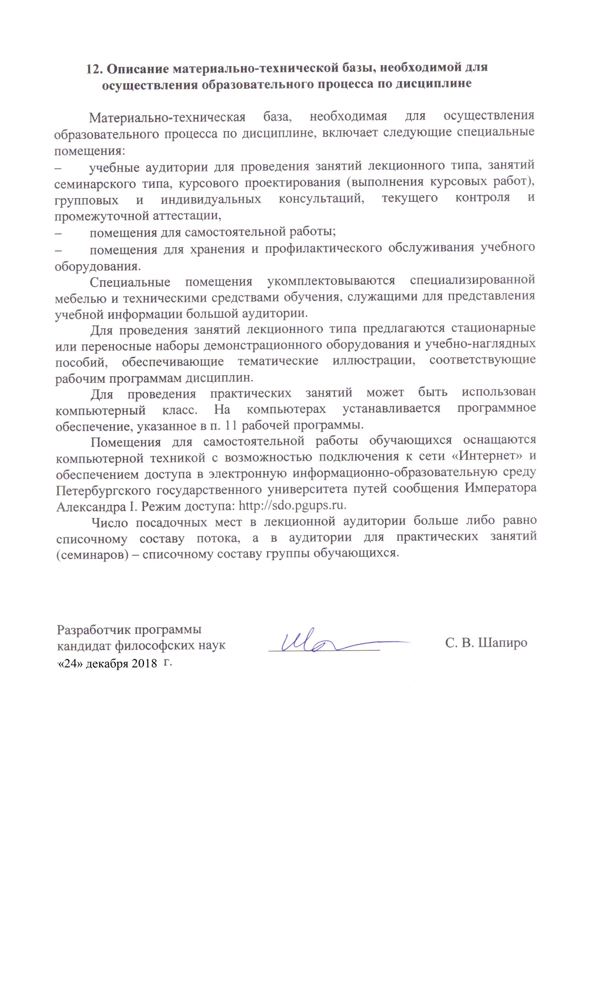 12. Описание материально-технической базы, необходимой для
осуществления образовательного процесса по дисциплине
Материально-техническая база, необходимая для осуществления
образовательного процесса по дисциплине, включает следующие специальные
помещения:
– учебные аудитории для проведения занятий лекционного типа, занятий
семинарского типа, курсового проектирования (выполнения курсовых работ),
групповых и индивидуальных консультаций, текущего контроля и
промежуточной аттестации,
– помещения для самостоятельной работы;
– помещения для хранения и профилактического обслуживания учебного
оборудования.
Специальные помещения укомплектовываются специализированной
мебелью и техническими средствами обучения, служащими для представления
учебной информации большой аудитории.
Для проведения занятий лекционного типа предлагаются стационарные
или переносные наборы демонстрационного оборудования и учебно-наглядных
пособий, обеспечивающие тематические иллюстрации, соответствующие
рабочим программам дисциплин.
Для проведения практических занятий может быть использован
компьютерный класс. На компьютерах устанавливается программное
обеспечение, указанное в п. 11 рабочей программы.
Помещения для самостоятельной работы обучающихся оснащаются
компьютерной техникой с возможностью подключения к сети «Интернет» и
обеспечением доступа в электронную информационно-образовательную среду
Петербургского государственного университета путей сообщения Императора
Александра I. Режим доступа: http://sdo.pgups.ru.
Число посадочных мест в лекционной аудитории больше либо равно
списочному составу потока, а в аудитории для практических занятий
(семинаров) – списочному составу группы обучающихся.
Разработчик программы
кандидат философских наук С. В. Шапиро
«24» декабря 2018 г.